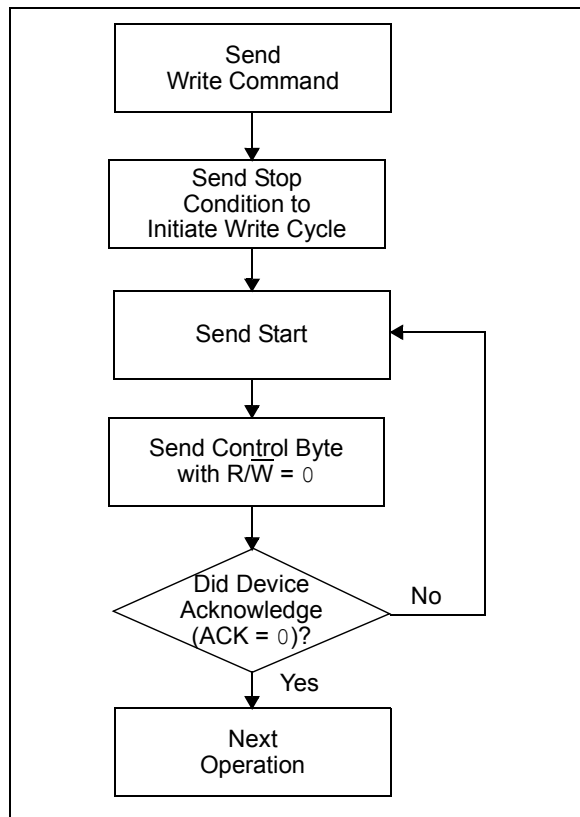 Send
Write Command
Send Stop
Condition to
Initiate Write Cycle
Send Start
Send Control Byte
with R/W̅ = 0
Did Device
Acknowledge
(ACK = 0)?
No
Yes
Next
Operation